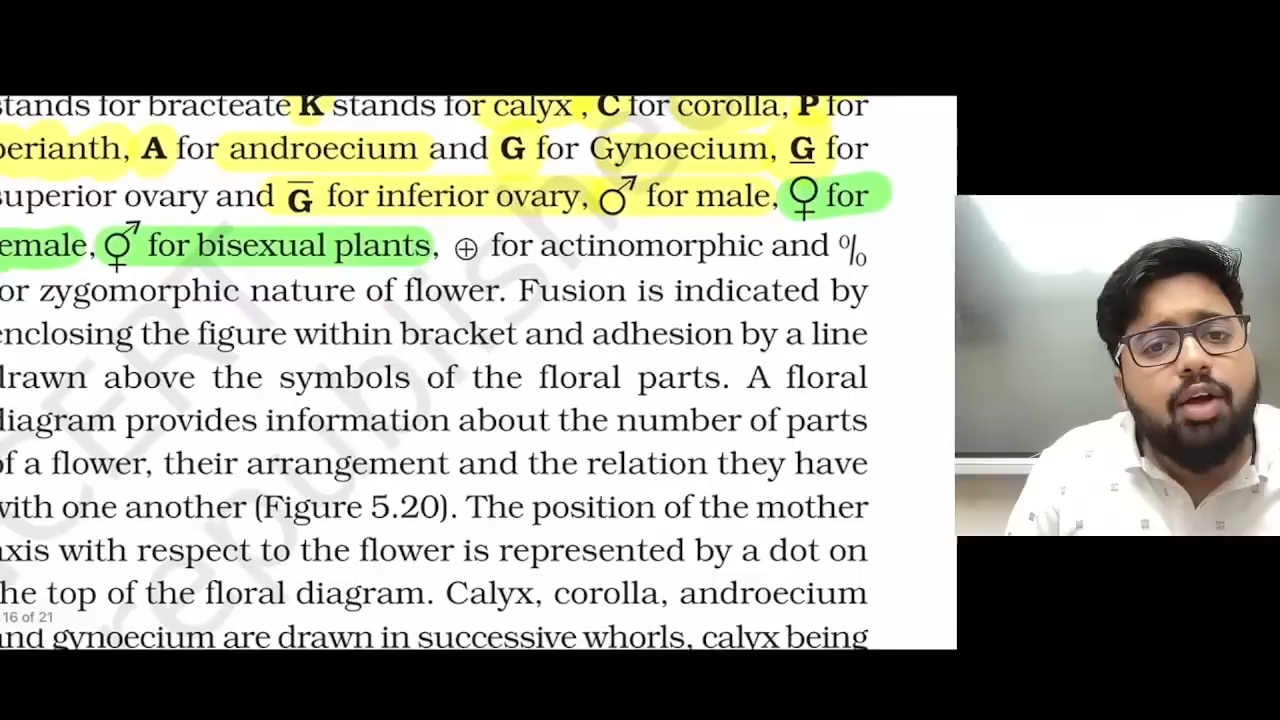 stands for bracteate K stands for calyx , C for corolla, P for
perianth, A for androecium and G for Gynoecium, G̲ for
superior ovary and G̅ for inferior ovary, ♂ for male, ♀ for
emale, ⚥ for bisexual plants, ⊕ for actinomorphic and %
or zygomorphic nature of flower. Fusion is indicated by
enclosing the figure within bracket and adhesion by a line
drawn above the symbols of the floral parts. A floral
diagram provides information about the number of parts
of a flower, their arrangement and the relation they have
with one another (Figure 5.20). The position of the mother
axis with respect to the flower is represented by a dot on
the top of the floral diagram. Calyx, corolla, androecium
16 of 21
and gynoecium are drawn in successive whorls, calyx being
NCERT
republished